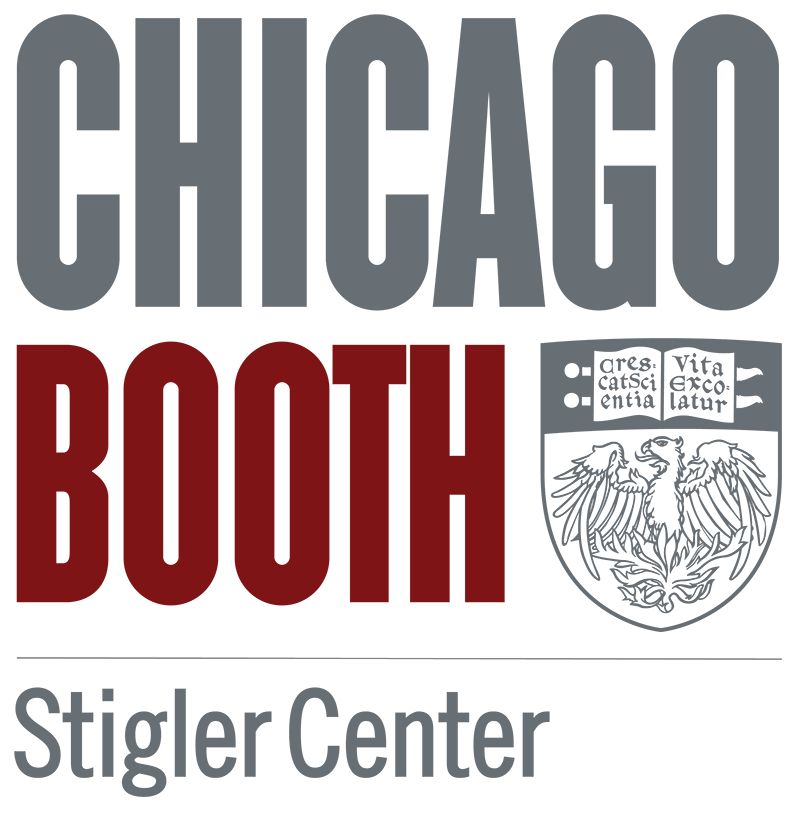 CHICAGO
BOOTH
Cres-
catSci
entia
Vita
Exco-
latur
Stigler Center